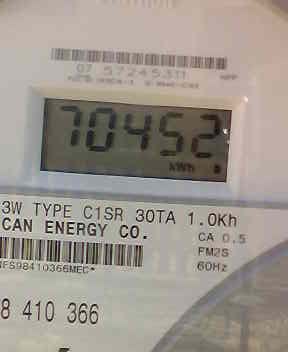 07 57245311
70452
kWh
3W TYPE C1SR 30TA 1.0Kh
CAN ENERGY CO.
CA 0.5
FM2S
60Hz
NFS98410366MEC*
8 410 366